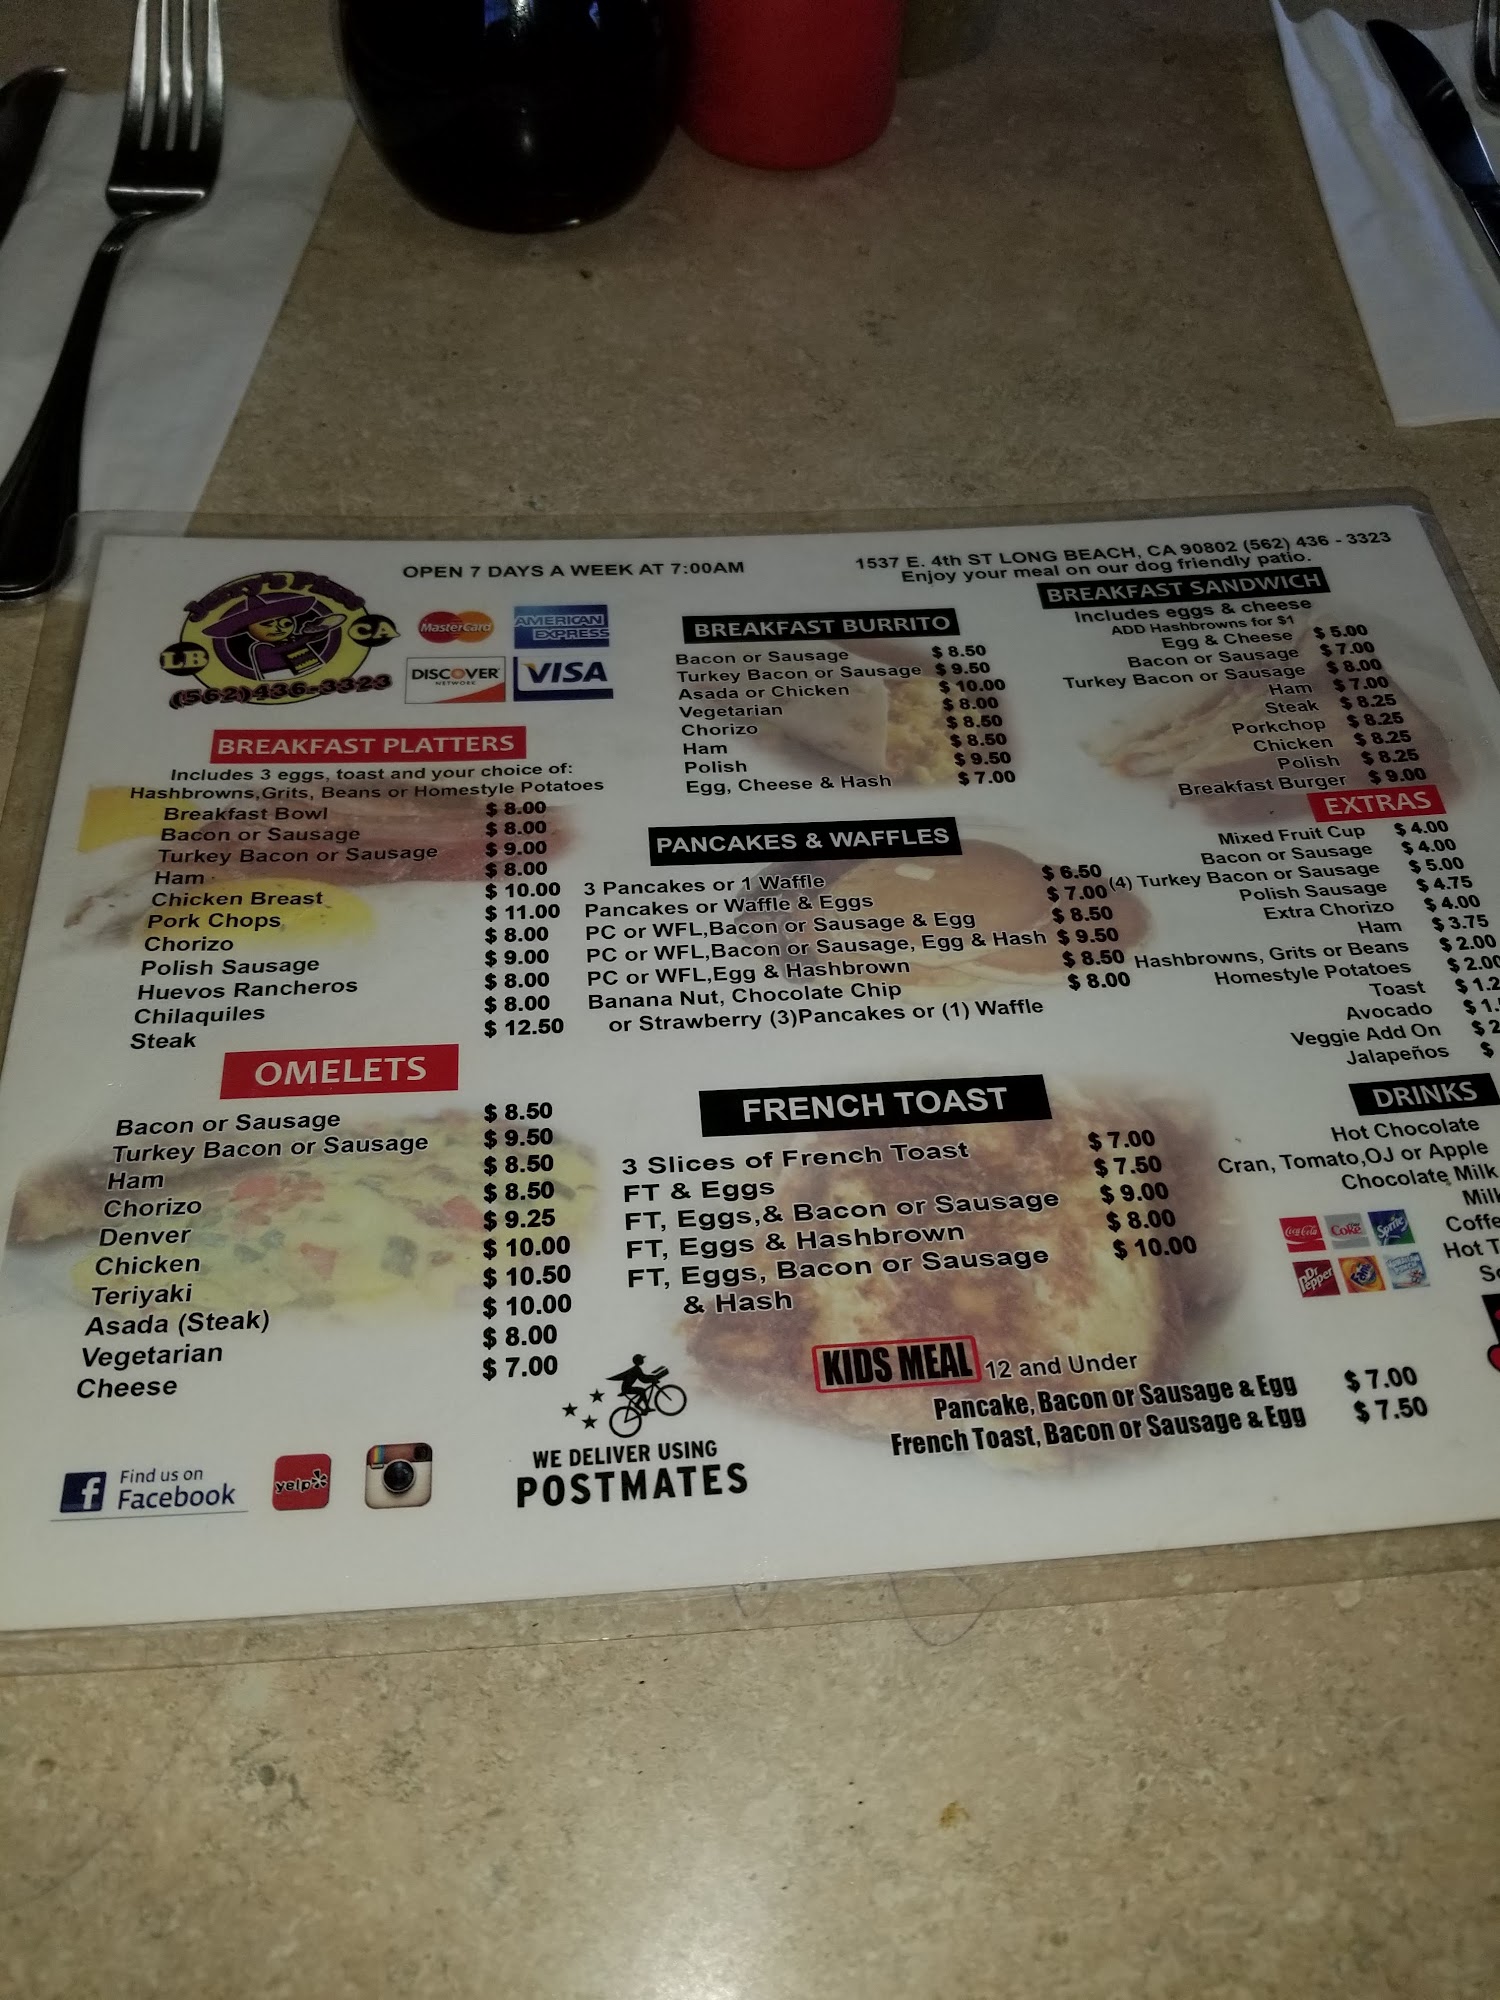 OPEN 7 DAYS A WEEK AT 7:00AM
1537 E. 4th ST LONG BEACH, CA 90802 (562) 436 - 3323
Enjoy your meal on our dog friendly patio.
LB
CA
(562)436-3323
MasterCard
AMERICAN EXPRESS
DISCOVER
NETWORK
VISA
BREAKFAST PLATTERS
Includes 3 eggs, toast and your choice of:
Hashbrowns,Grits, Beans or Homestyle Potatoes
Breakfast Bowl $ 8.00
Bacon or Sausage $ 8.00
Turkey Bacon or Sausage $ 9.00
Ham $ 8.00
Chicken Breast $ 10.00
Pork Chops $ 11.00
Chorizo $ 8.00
Polish Sausage $ 9.00
Huevos Rancheros $ 8.00
Chilaquiles $ 8.00
Steak $ 12.50
OMELETS
Bacon or Sausage $ 8.50
Turkey Bacon or Sausage $ 9.50
Ham $ 8.50
Chorizo $ 8.50
Denver $ 9.25
Chicken $ 10.00
Teriyaki $ 10.50
Asada (Steak) $ 10.00
Vegetarian $ 8.00
Cheese $ 7.00
Find us on
Facebook
yelp
WE DELIVER USING
POSTMATES
BREAKFAST BURRITO
Bacon or Sausage $ 8.50
Turkey Bacon or Sausage $ 9.50
Asada or Chicken $ 10.00
Vegetarian $ 8.00
Chorizo $ 8.50
Ham $ 8.50
Polish $ 9.50
Egg, Cheese & Hash $ 7.00
PANCAKES & WAFFLES
3 Pancakes or 1 Waffle $ 6.50
Pancakes or Waffle & Eggs $ 7.00
PC or WFL,Bacon or Sausage & Egg $ 8.50
PC or WFL,Bacon or Sausage, Egg & Hash $ 9.50
PC or WFL,Egg & Hashbrown $ 8.50
Banana Nut, Chocolate Chip $ 8.00
or Strawberry (3)Pancakes or (1) Waffle
FRENCH TOAST
3 Slices of French Toast $ 7.00
FT & Eggs $ 7.50
FT, Eggs,& Bacon or Sausage $ 9.00
FT, Eggs & Hashbrown $ 8.00
FT, Eggs, Bacon or Sausage $ 10.00
& Hash
KIDS MEAL 12 and Under
Pancake, Bacon or Sausage & Egg $ 7.00
French Toast, Bacon or Sausage & Egg $ 7.50
BREAKFAST SANDWICH
Includes eggs & cheese
ADD Hashbrowns for $1
Egg & Cheese $ 5.00
Bacon or Sausage $ 7.00
Turkey Bacon or Sausage $ 8.00
Ham $ 7.00
Steak $ 8.25
Porkchop $ 8.25
Chicken $ 8.25
Polish $ 8.25
Breakfast Burger $ 9.00
EXTRAS
Mixed Fruit Cup $ 4.00
Bacon or Sausage $ 4.00
(4) Turkey Bacon or Sausage $ 5.00
Polish Sausage $ 4.75
Extra Chorizo $ 4.00
Ham $ 3.75
Hashbrowns, Grits or Beans $ 2.00
Homestyle Potatoes $ 2.00
Toast $ 1.2
Avocado $ 1.
Veggie Add On $ 2
Jalapeños $
DRINKS
Hot Chocolate
Cran, Tomato,OJ or Apple
Chocolate Milk
Milk
Coffe
Hot T
Coca-Cola
Coke
Sprite
Dr Pepper
Fanta